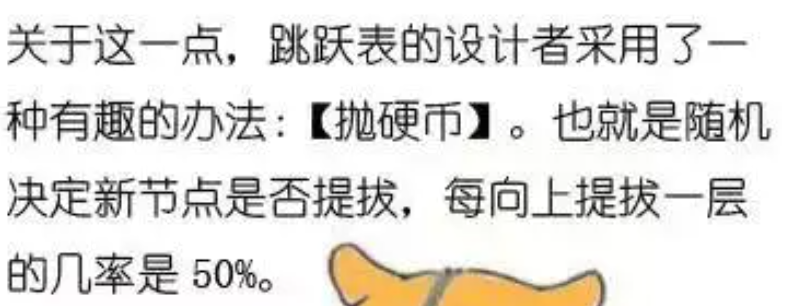 关于这一点，跳跃表的设计者采用了一
种有趣的办法：【抛硬币】。也就是随机
决定新节点是否提拔，每向上提拔一层
的几率是 50%。